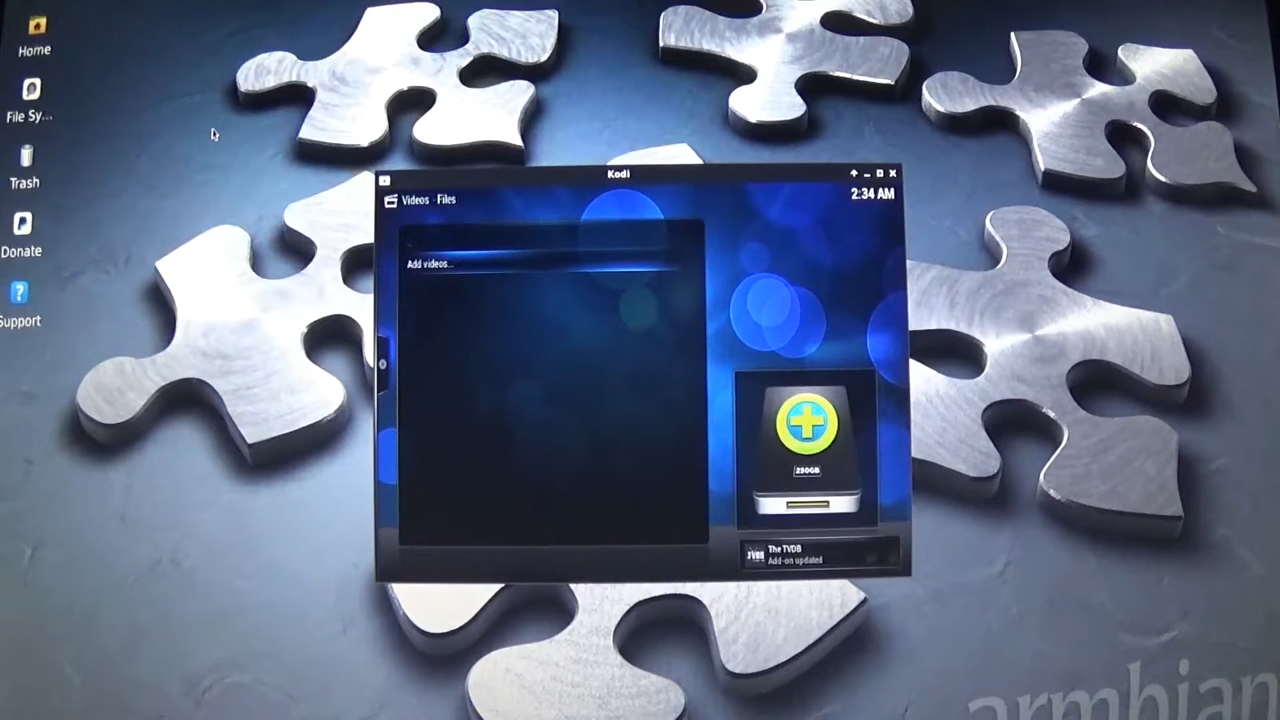 Home
File Sy...
Trash
Donate
Support
Kodi
Videos - Files
2:34 AM
..
Add videos...
250GB
The TVDB
Add-on updated
armbian